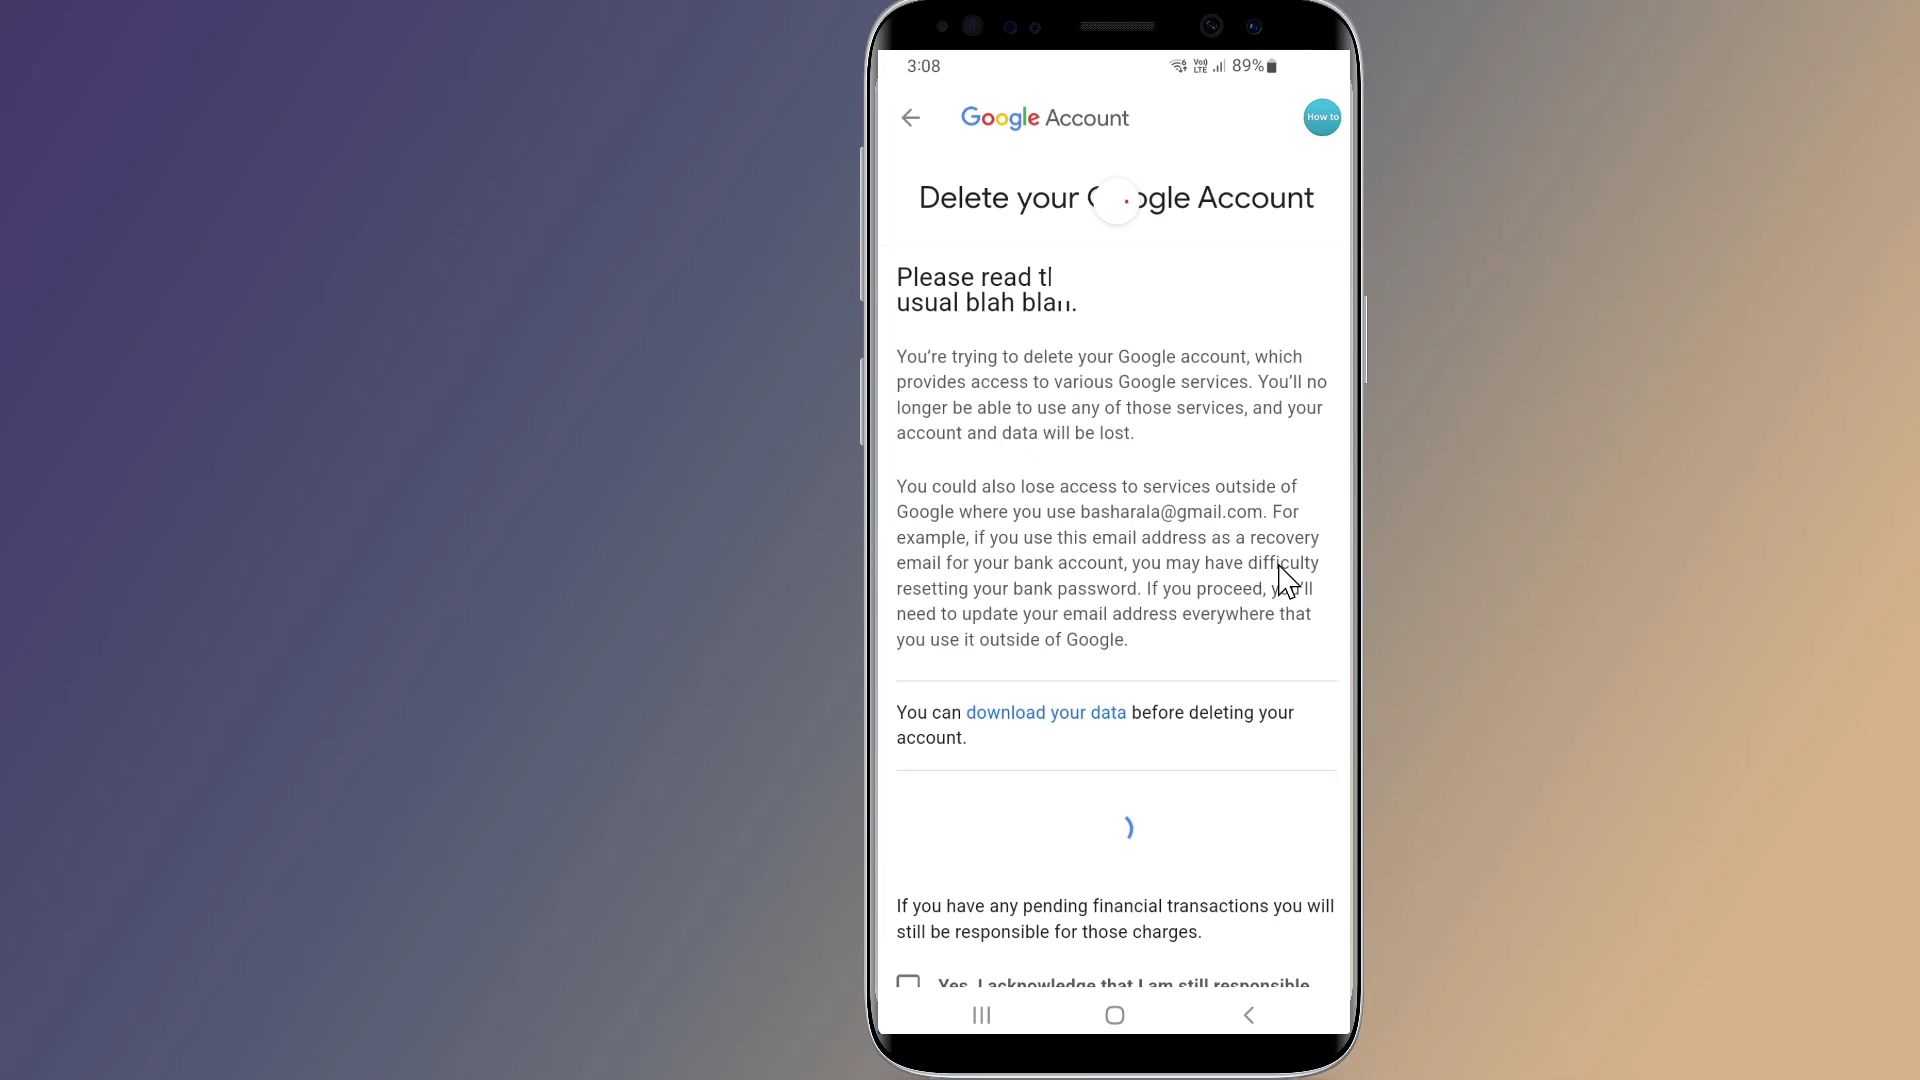 3:08
Vo)) LTE 89%
Google Account
How to
Delete your ogle Account
Please read
usual blah blah.
You're trying to delete your Google account, which
provides access to various Google services. You'll no
longer be able to use any of those services, and your
account and data will be lost.
You could also lose access to services outside of
Google where you use basharala@gmail.com. For
example, if you use this email address as a recovery
email for your bank account, you may have difficulty
resetting your bank password. If you proceed, you'll
need to update your email address everywhere that
you use it outside of Google.
You can download your data before deleting your
account.
If you have any pending financial transactions you will
still be responsible for those charges.
Yes, I acknowledge that I am still responsible